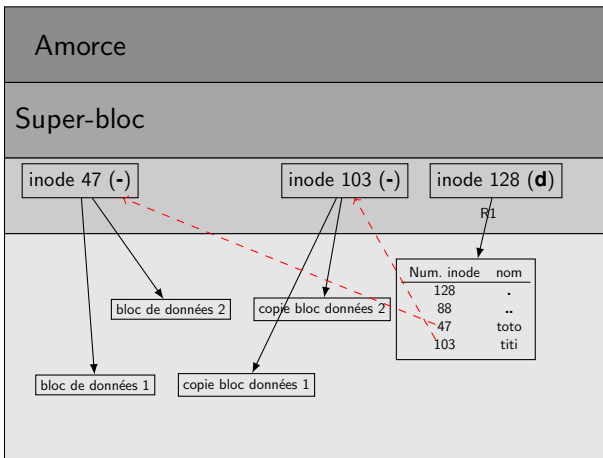 Amorce
Super-bloc
inode 47 (-)
inode 103 (-)
inode 128 (d)
R1
Num. inode nom
128 .
88 ..
47 toto
103 titi
bloc de données 2
copie bloc données 2
bloc de données 1
copie bloc données 1